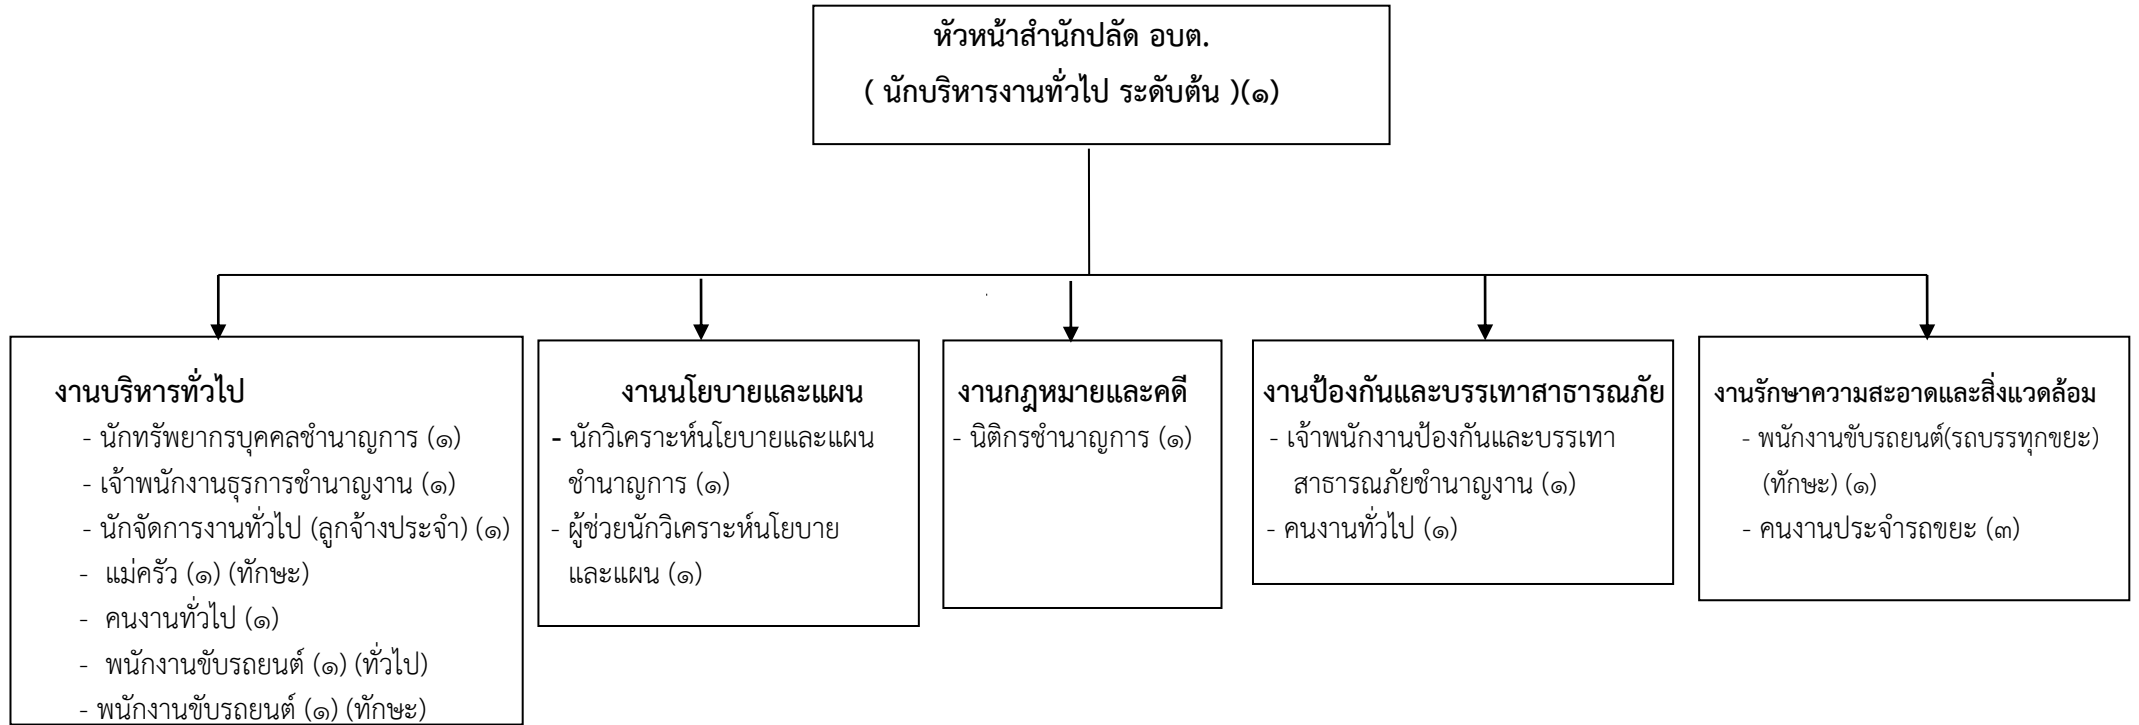 หัวหน้าสำนักปลัด อบต.
( นักบริหารงานทั่วไป ระดับต้น )(๑)
งานบริหารทั่วไป
- นักทรัพยากรบุคคลชำนาญการ (๑)
- เจ้าพนักงานธุรการชำนาญงาน (๑)
- นักจัดการงานทั่วไป (ลูกจ้างประจำ) (๑)
- แม่ครัว (๑) (ทักษะ)
- คนงานทั่วไป (๑)
- พนักงานขับรถยนต์ (๑) (ทั่วไป)
- พนักงานขับรถยนต์ (๑) (ทักษะ)
งานนโยบายและแผน
- นักวิเคราะห์นโยบายและแผน
ชำนาญการ (๑)
- ผู้ช่วยนักวิเคราะห์นโยบาย
และแผน (๑)
งานกฎหมายและคดี
- นิติกรชำนาญการ (๑)
งานป้องกันและบรรเทาสาธารณภัย
- เจ้าพนักงานป้องกันและบรรเทา
สาธารณภัยชำนาญงาน (๑)
- คนงานทั่วไป (๑)
งานรักษาความสะอาดและสิ่งแวดล้อม
- พนักงานขับรถยนต์(รถบรรทุกขยะ)
(ทักษะ) (๑)
- คนงานประจำรถขยะ (๓)